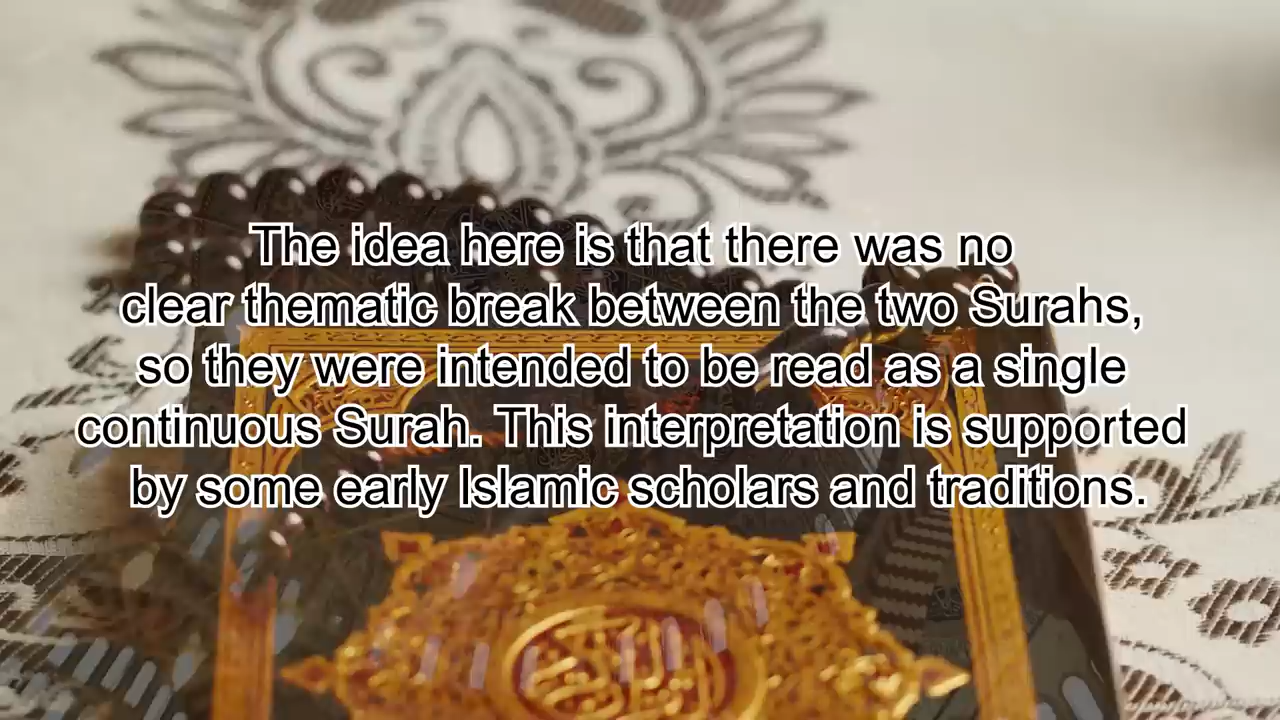 The idea here is that there was no
clear thematic break between the two Surahs,
so they were intended to be read as a single
continuous Surah. This interpretation is supported
by some early Islamic scholars and traditions.